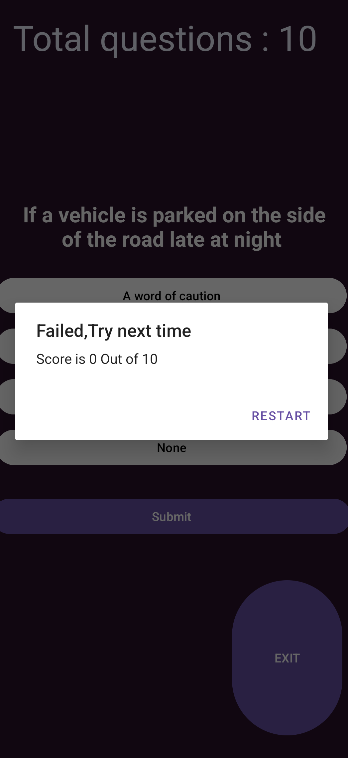 Total questions : 10
If a vehicle is parked on the side
of the road late at night
A word of caution
Failed,Try next time
Score is 0 Out of 10
RESTART
None
Submit
EXIT